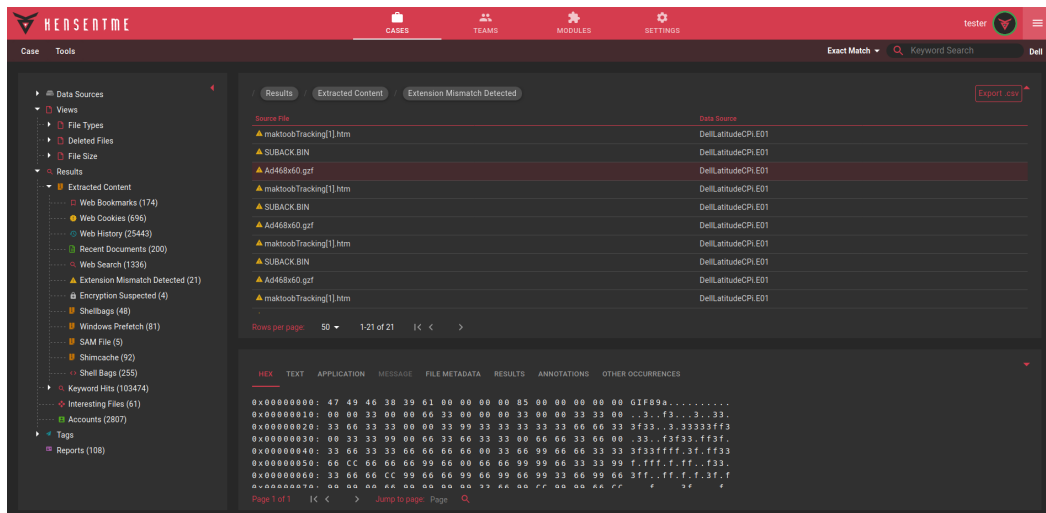 HENSENTME
CASES
TEAMS
MODULES
SETTINGS
tester
Case Tools
Exact Match
Keyword Search
Dell
Data Sources
Views
File Types
Deleted Files
File Size
Results
Extracted Content
Web Bookmarks (174)
Web Cookies (696)
Web History (25443)
Recent Documents (200)
Web Search (1336)
Extension Mismatch Detected (21)
Encryption Suspected (4)
Shellbags (48)
Windows Prefetch (81)
SAM File (5)
Shimcache (92)
Shell Bags (255)
Keyword Hits (103474)
Interesting Files (61)
Accounts (2807)
Tags
Reports (108)
/ Results / Extracted Content / Extension Mismatch Detected
Export .csv
Source File Data Source
maktoobTracking[1].htm DellLatitudeCPi.E01
SUBACK.BIN DellLatitudeCPi.E01
Ad468x60.gzf DellLatitudeCPi.E01
maktoobTracking[1].htm DellLatitudeCPi.E01
SUBACK.BIN DellLatitudeCPi.E01
Ad468x60.gzf DellLatitudeCPi.E01
maktoobTracking[1].htm DellLatitudeCPi.E01
SUBACK.BIN DellLatitudeCPi.E01
Ad468x60.gzf DellLatitudeCPi.E01
maktoobTracking[1].htm DellLatitudeCPi.E01
Rows per page: 50 1-21 of 21
HEX TEXT APPLICATION MESSAGE FILE METADATA RESULTS ANNOTATIONS OTHER OCCURRENCES
0x00000000: 47 49 46 38 39 61 00 00 00 00 85 00 00 00 00 00 GIF89a..........
0x00000010: 00 00 33 00 00 66 33 00 00 00 33 00 00 33 33 00 ..3..f3...3..33.
0x00000020: 33 66 33 33 00 00 33 99 33 33 33 33 33 66 66 33 3f33..3.33333ff3
0x00000030: 00 33 33 99 00 66 33 66 33 33 00 66 66 33 66 00 .33..f3f33.ff3f.
0x00000040: 33 66 33 33 66 66 66 66 00 33 66 99 66 66 33 33 3f33ffff.3f.ff33
0x00000050: 66 CC 66 66 66 99 66 00 66 66 99 99 66 33 33 99 f.fff.f.ff..f33.
0x00000060: 33 66 66 CC 99 66 66 99 66 99 66 99 33 66 99 66 3ff..ff.f.f.3f.f
Page 1 of 1 Jump to page: Page